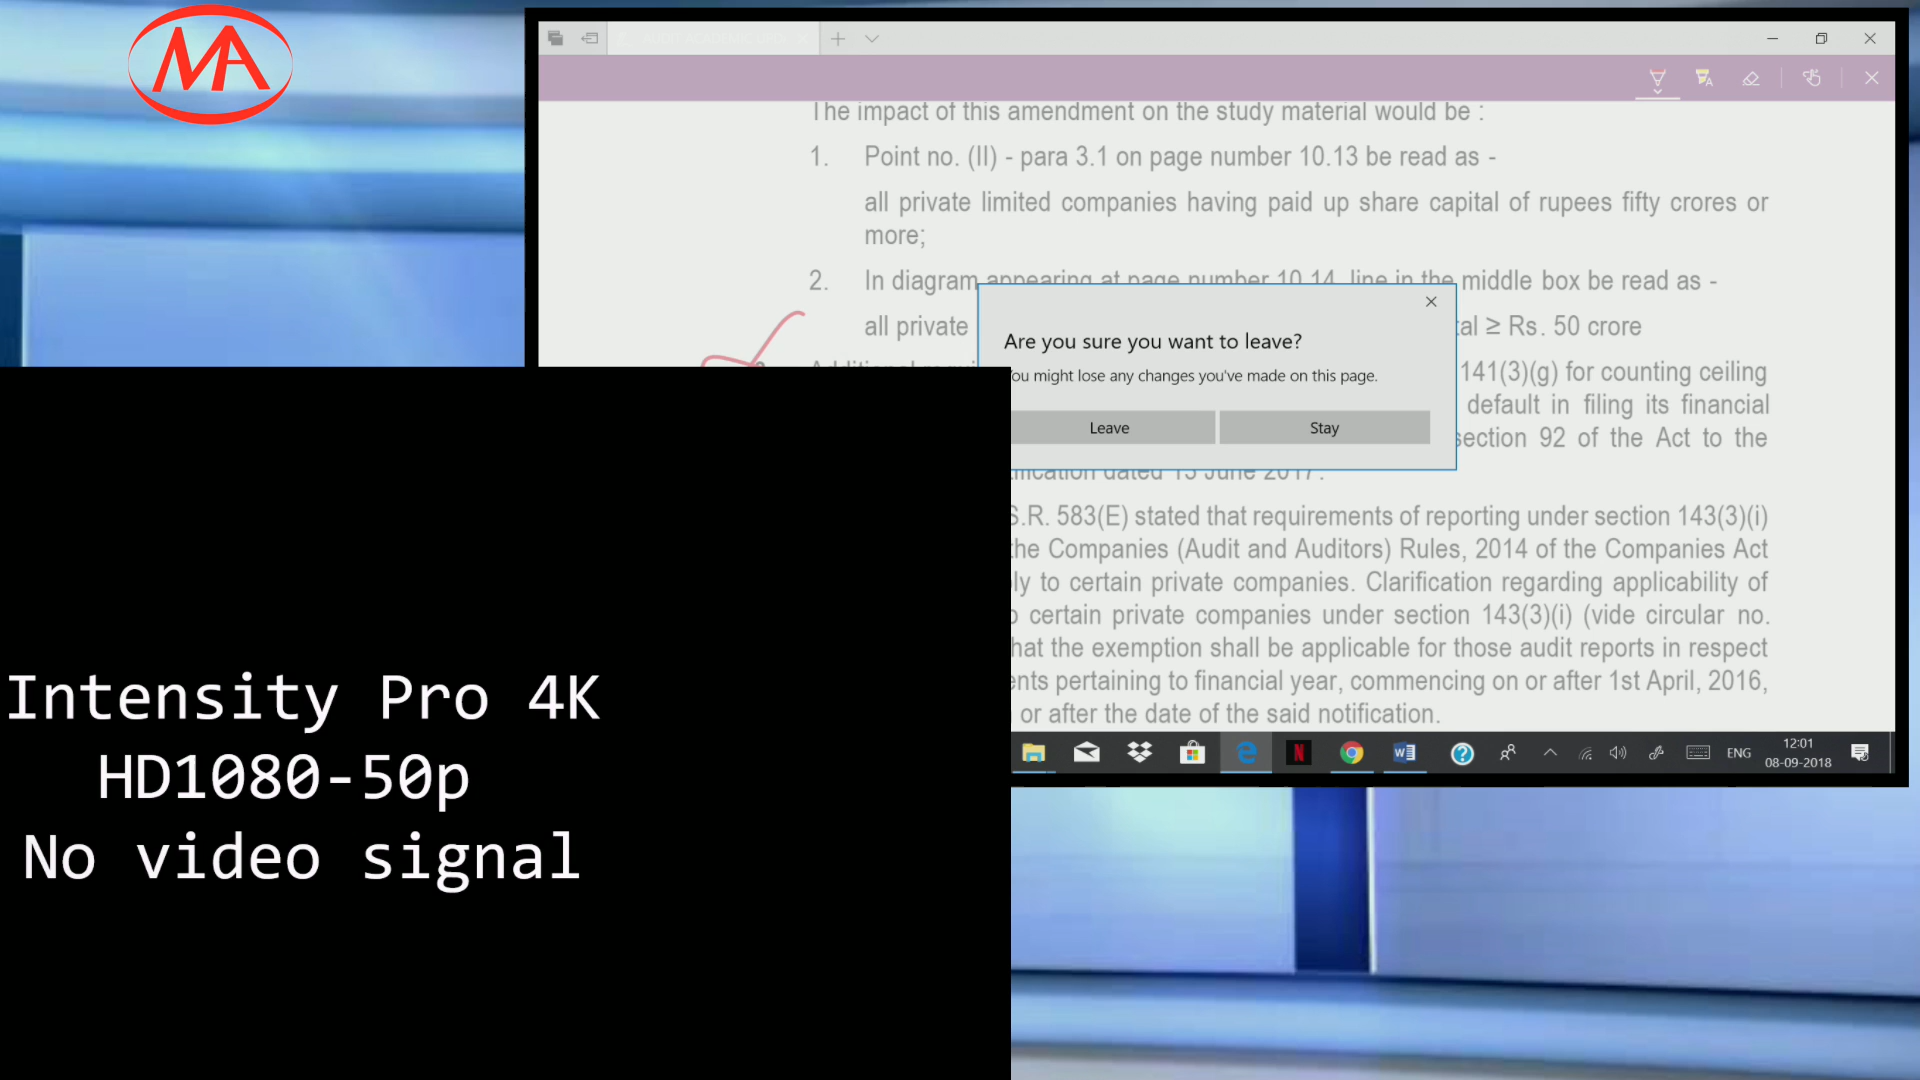 MA
The impact of this amendment on the study material would be :
1. Point no. (II) - para 3.1 on page number 10.13 be read as -
all private limited companies having paid up share capital of rupees fifty crores or
more;
2. In diagram appearing at page number 10.14, line in the middle box be read as -
all private
tal ≥ Rs. 50 crore
141(3)(g) for counting ceiling
default in filing its financial
section 92 of the Act to the
Are you sure you want to leave?
You might lose any changes you've made on this page.
Leave Stay
dated 13 June 2017.
S.R. 583(E) stated that requirements of reporting under section 143(3)(i)
the Companies (Audit and Auditors) Rules, 2014 of the Companies Act
ly to certain private companies. Clarification regarding applicability of
certain private companies under section 143(3)(i) (vide circular no.
hat the exemption shall be applicable for those audit reports in respect
ents pertaining to financial year, commencing on or after 1st April, 2016,
or after the date of the said notification.
ENG
12:01
08-09-2018
Intensity Pro 4K
HD1080-50p
No video signal